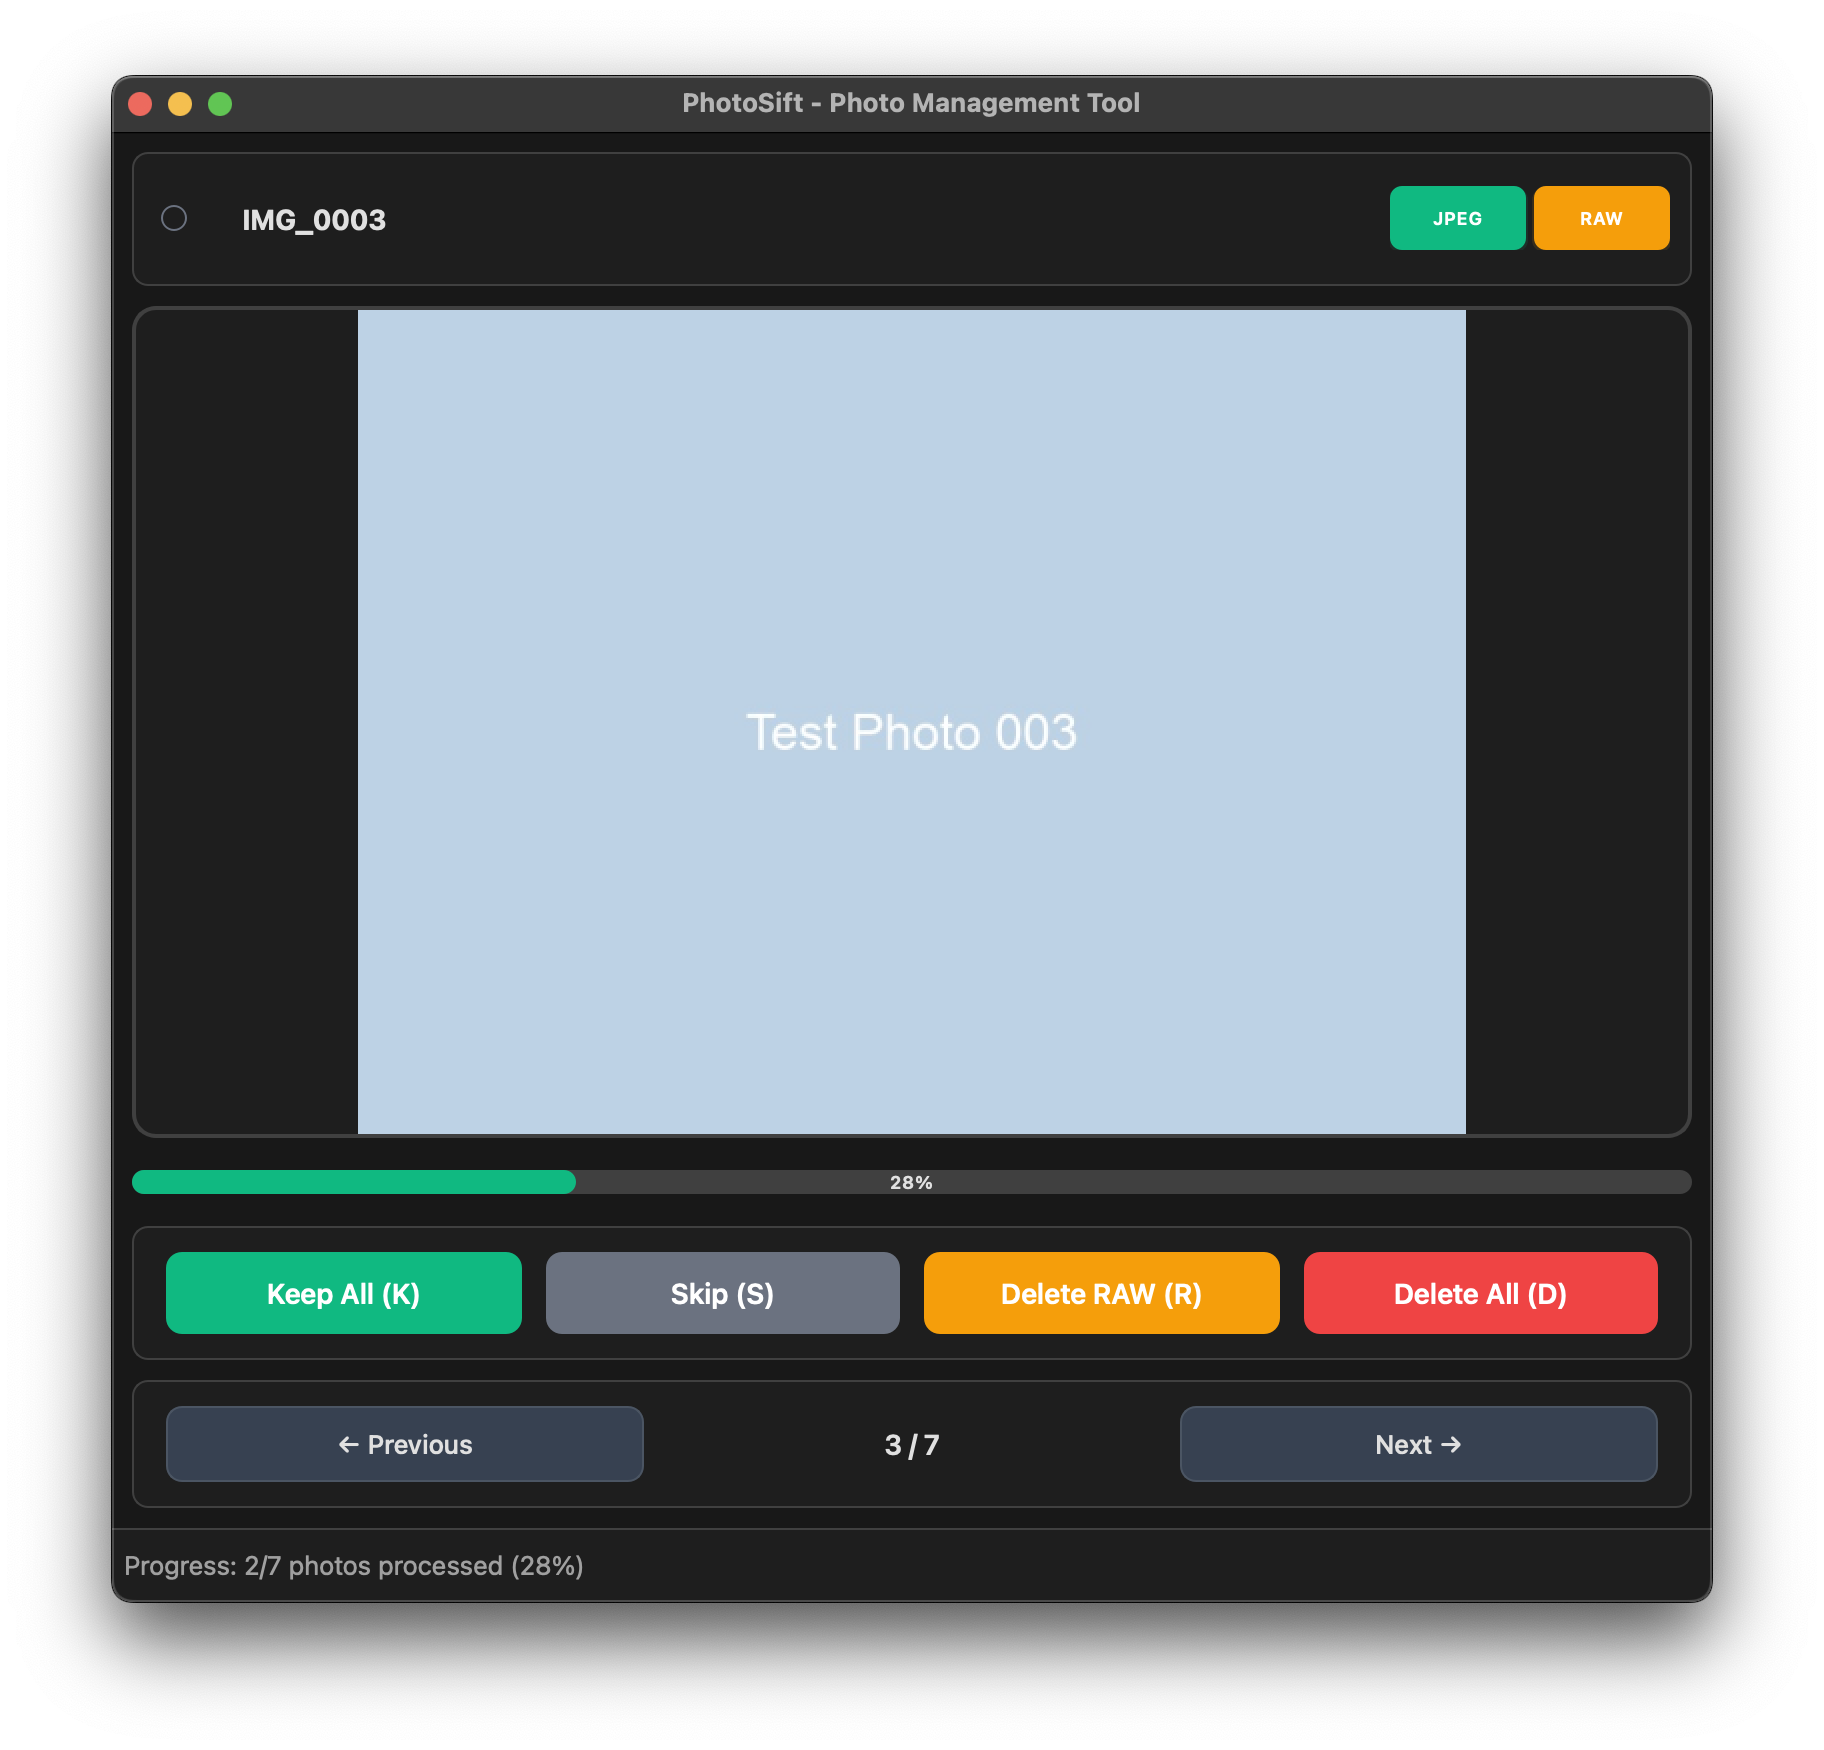 PhotoSift - Photo Management Tool
IMG_0003
JPEG
RAW
Test Photo 003
28%
Keep All (K)
Skip (S)
Delete RAW (R)
Delete All (D)
← Previous
3 / 7
Next →
Progress: 2/7 photos processed (28%)